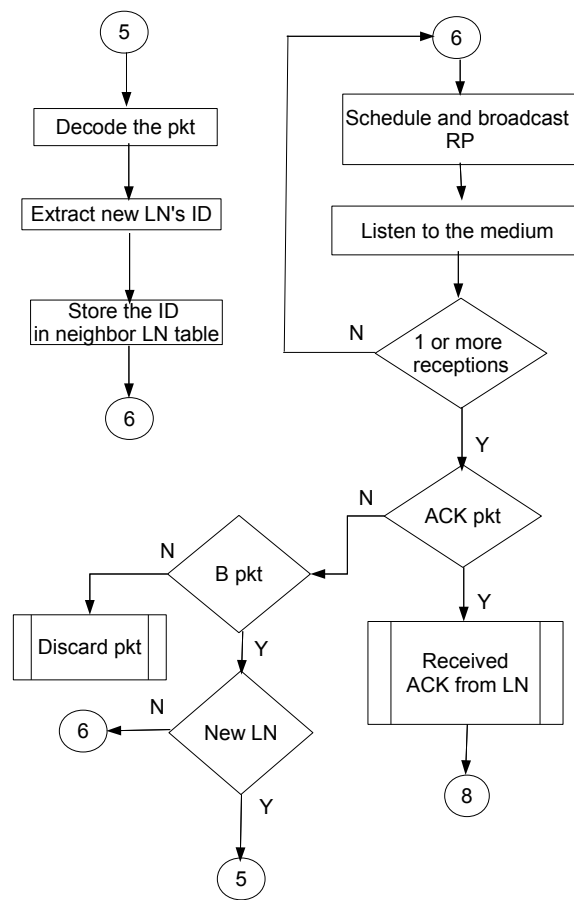 5
Decode the pkt
Extract new LN's ID
Store the ID
in neighbor LN table
6
6
Schedule and broadcast
RP
Listen to the medium
1 or more
receptions
N
Y
ACK pkt
N
Y
B pkt
N
Y
Discard pkt
New LN
N
6
Y
5
Received
ACK from LN
8